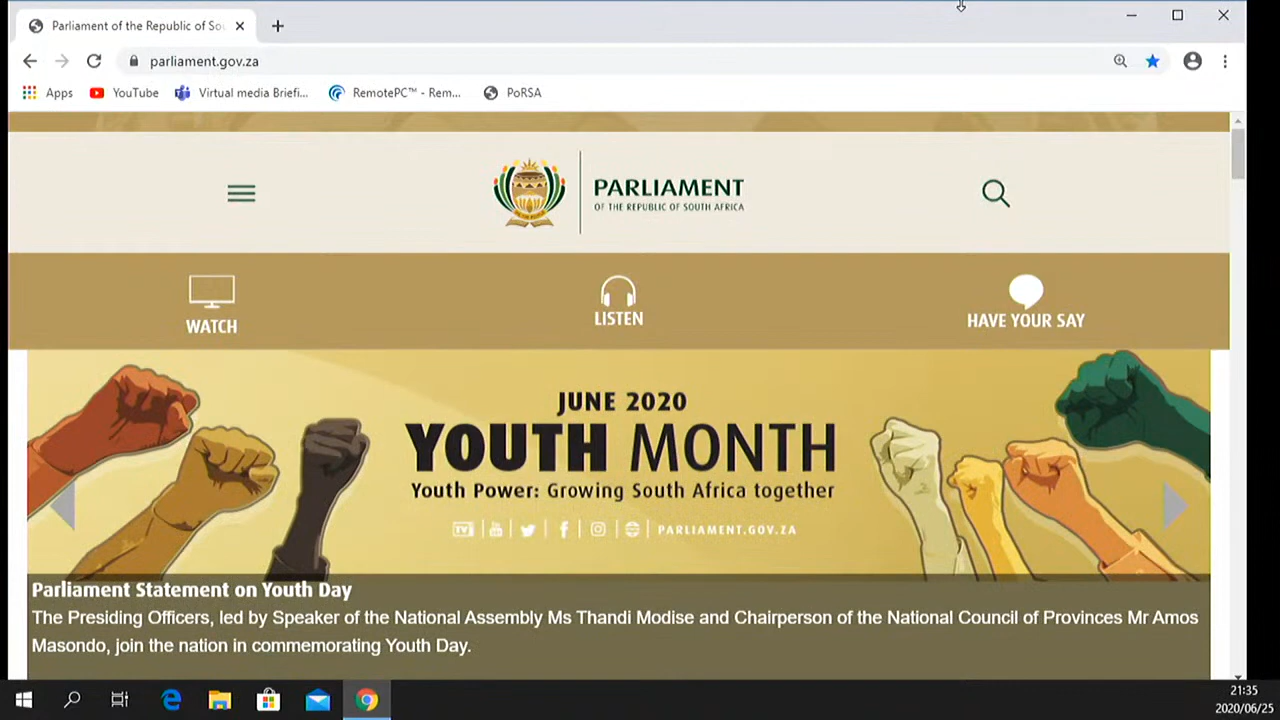 Parliament of the Republic of Sou
parliament.gov.za
Apps
YouTube
Virtual media Briefi...
RemotePC™ - Rem...
PoRSA
PARLIAMENT
OF THE REPUBLIC OF SOUTH AFRICA
WATCH
LISTEN
HAVE YOUR SAY
JUNE 2020
YOUTH MONTH
Youth Power: Growing South Africa together
PARLIAMENT.GOV.ZA
Parliament Statement on Youth Day
The Presiding Officers, led by Speaker of the National Assembly Ms Thandi Modise and Chairperson of the National Council of Provinces Mr Amos
Masondo, join the nation in commemorating Youth Day.
21:35
2020/06/25